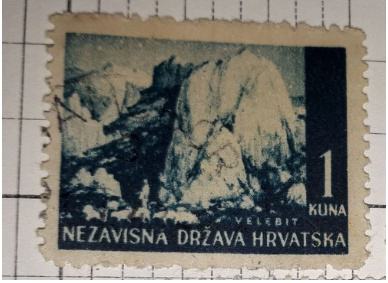 1
KUNA
VELEBIT
NEZAVISNA DRŽAVA HRVATSKA